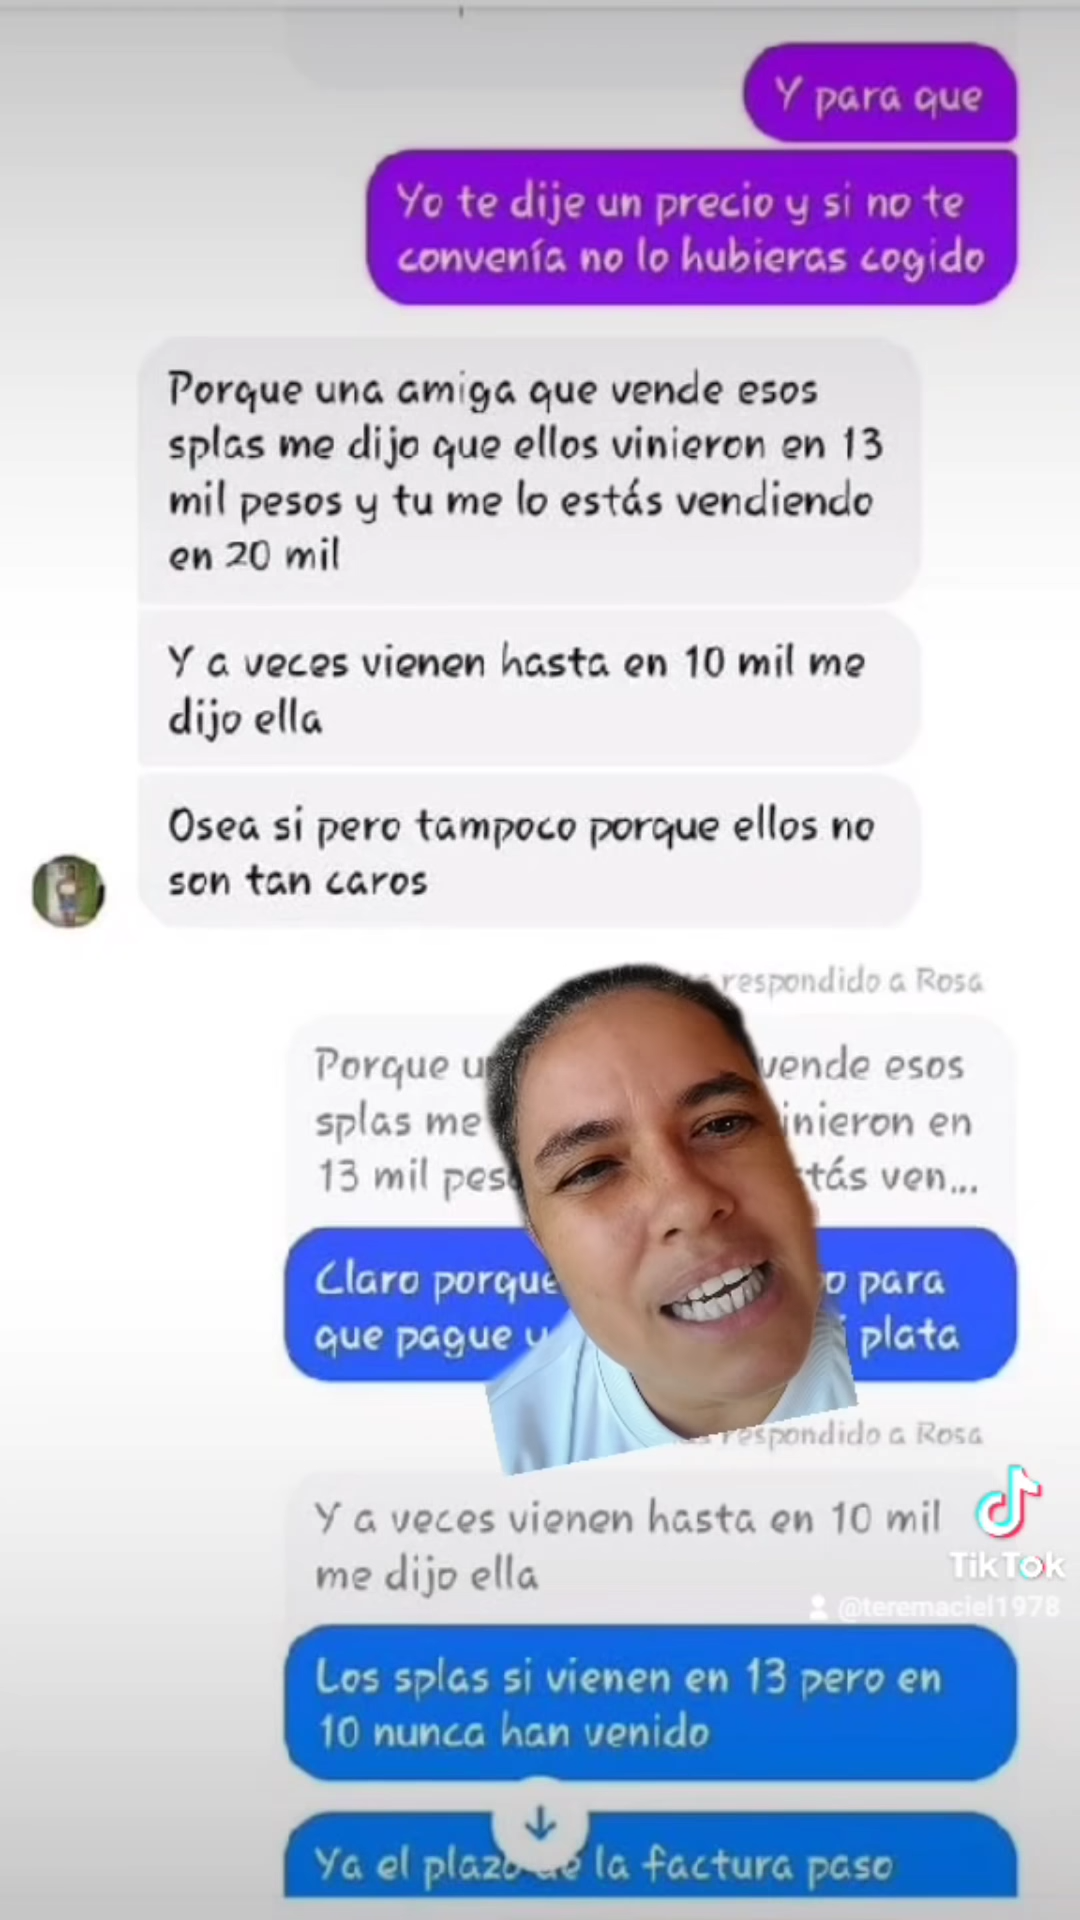 Y para que
Yo te dije un precio y si no te
convenía no lo hubieras cogido
Porque una amiga que vende esos
splas me dijo que ellos vinieron en 13
mil pesos y tu me lo estás vendiendo
en 20 mil
Y a veces vienen hasta en 10 mil me
dijo ella
Osea si pero tampoco porque ellos no
son tan caros
respondido a Rosa
Porque vende esos
splas me inieron en
13 mil tás ven...
Claro porque para
que pague plata
respondido a Rosa
Y a veces vienen hasta en 10 mil
me dijo ella
TikTok
@teremaciel1978
Los splas si vienen en 13 pero en
10 nunca han venido
Ya el plazo de la factura paso